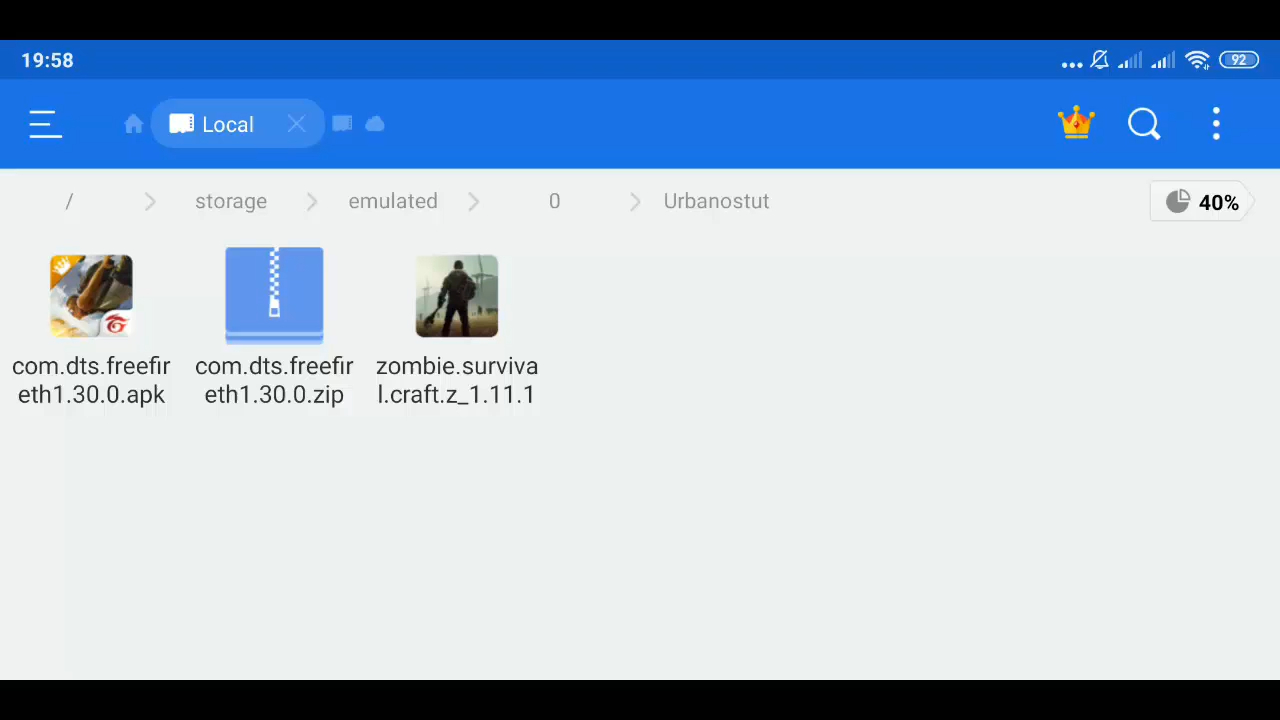 19:58
92
Local
/
storage
emulated
0
Urbanostut
40%
com.dts.freefir
eth1.30.0.apk
com.dts.freefir
eth1.30.0.zip
zombie.surviva
l.craft.z_1.11.1